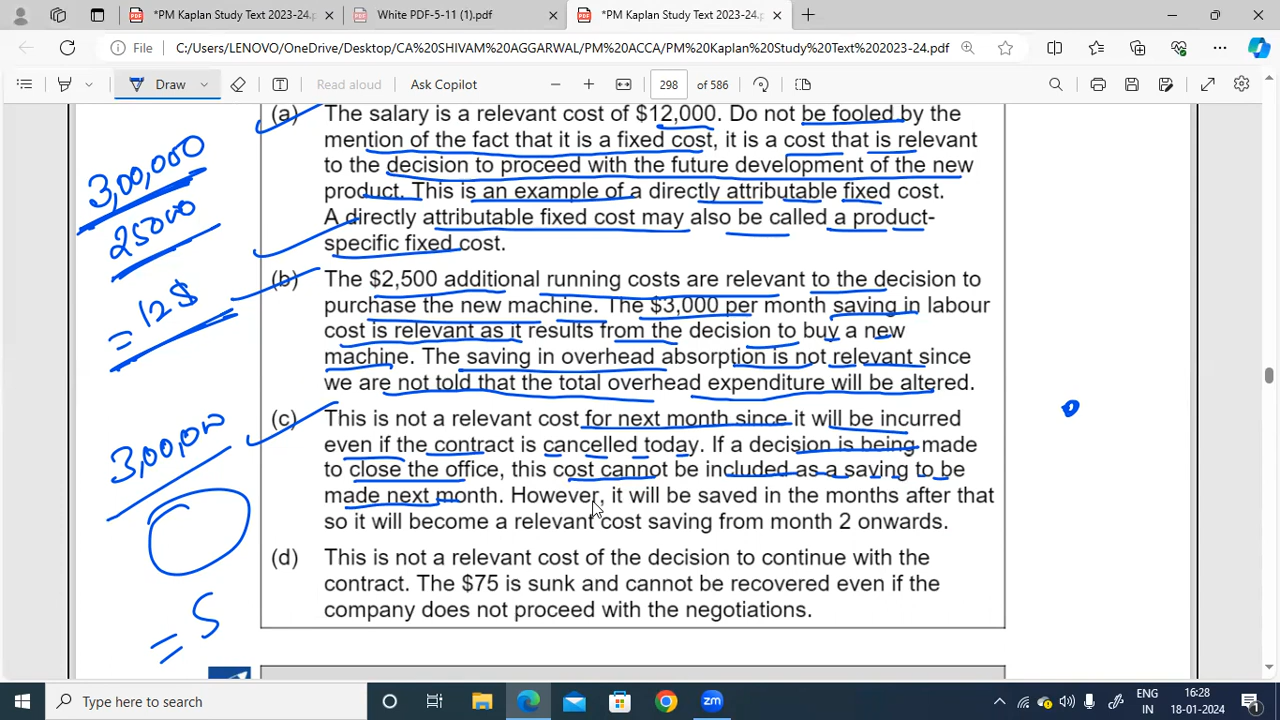 *PM Kaplan Study Text 2023-24.
White PDF-5-11 (1).pdf
*PM Kaplan Study Text 2023-24.
File
C:/Users/LENOVO/OneDrive/Desktop/CA%20SHIVAM%20AGGARWAL/PM%20ACCA/PM%20Kaplan%20Study%20Text%202023-24.pdf
Draw
Read aloud
Ask Copilot
298 of 586
(a) The salary is a relevant cost of $12,000. Do not be fooled by the
mention of the fact that it is a fixed cost, it is a cost that is relevant
to the decision to proceed with the future development of the new
product. This is an example of a directly attributable fixed cost.
A directly attributable fixed cost may also be called a product-
specific fixed cost.
(b) The $2,500 additional running costs are relevant to the decision to
purchase the new machine. The $3,000 per month saving in labour
cost is relevant as it results from the decision to buy a new
machine. The saving in overhead absorption is not relevant since
we are not told that the total overhead expenditure will be altered.
(c) This is not a relevant cost for next month since it will be incurred
even if the contract is cancelled today. If a decision is being made
to close the office, this cost cannot be included as a saving to be
made next month. However, it will be saved in the months after that
so it will become a relevant cost saving from month 2 onwards.
(d) This is not a relevant cost of the decision to continue with the
contract. The $75 is sunk and cannot be recovered even if the
company does not proceed with the negotiations.
3,00,000
25000
= 12$
3,00,000
= 5
Type here to search
zm
ENG
IN
16:28
18-01-2024
1